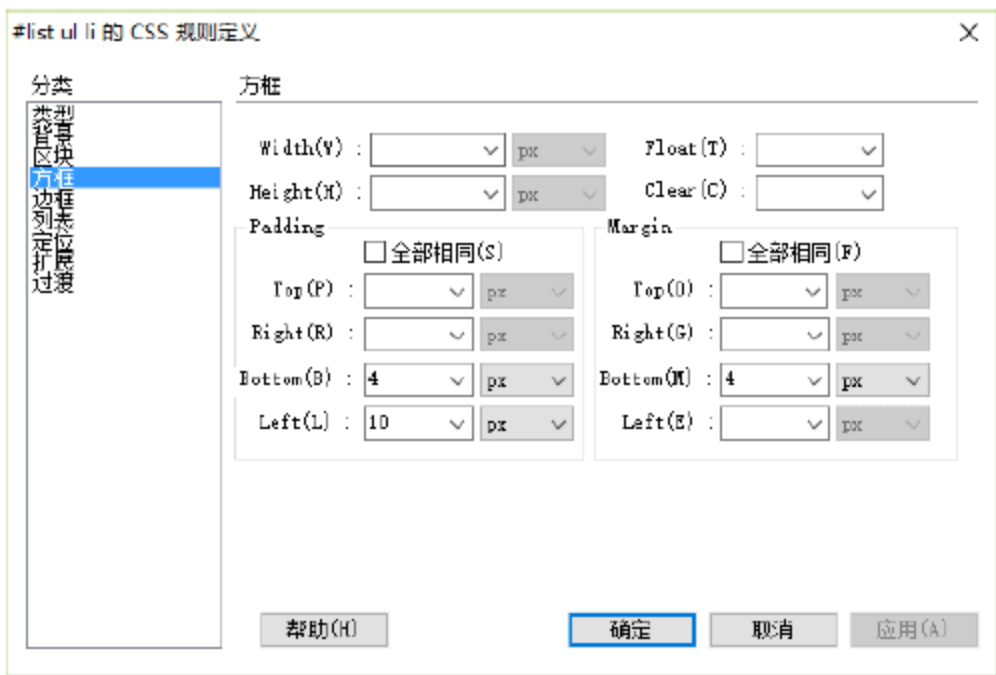 #list ul li 的 CSS 规则定义
分类
类型
背景
区块
方框
边框
列表
定位
扩展
过渡
方框
Width(W) : px Float(T) :
Height(H) : px Clear(C) :
Padding Margin
全部相同(S) 全部相同(F)
Top(P) : px Top(O) : px
Right(R) : px Right(G) : px
Bottom(B) : 4 px Bottom(M) : 4 px
Left(L) : 10 px Left(E) : px
帮助(H) 确定 取消 应用(A)